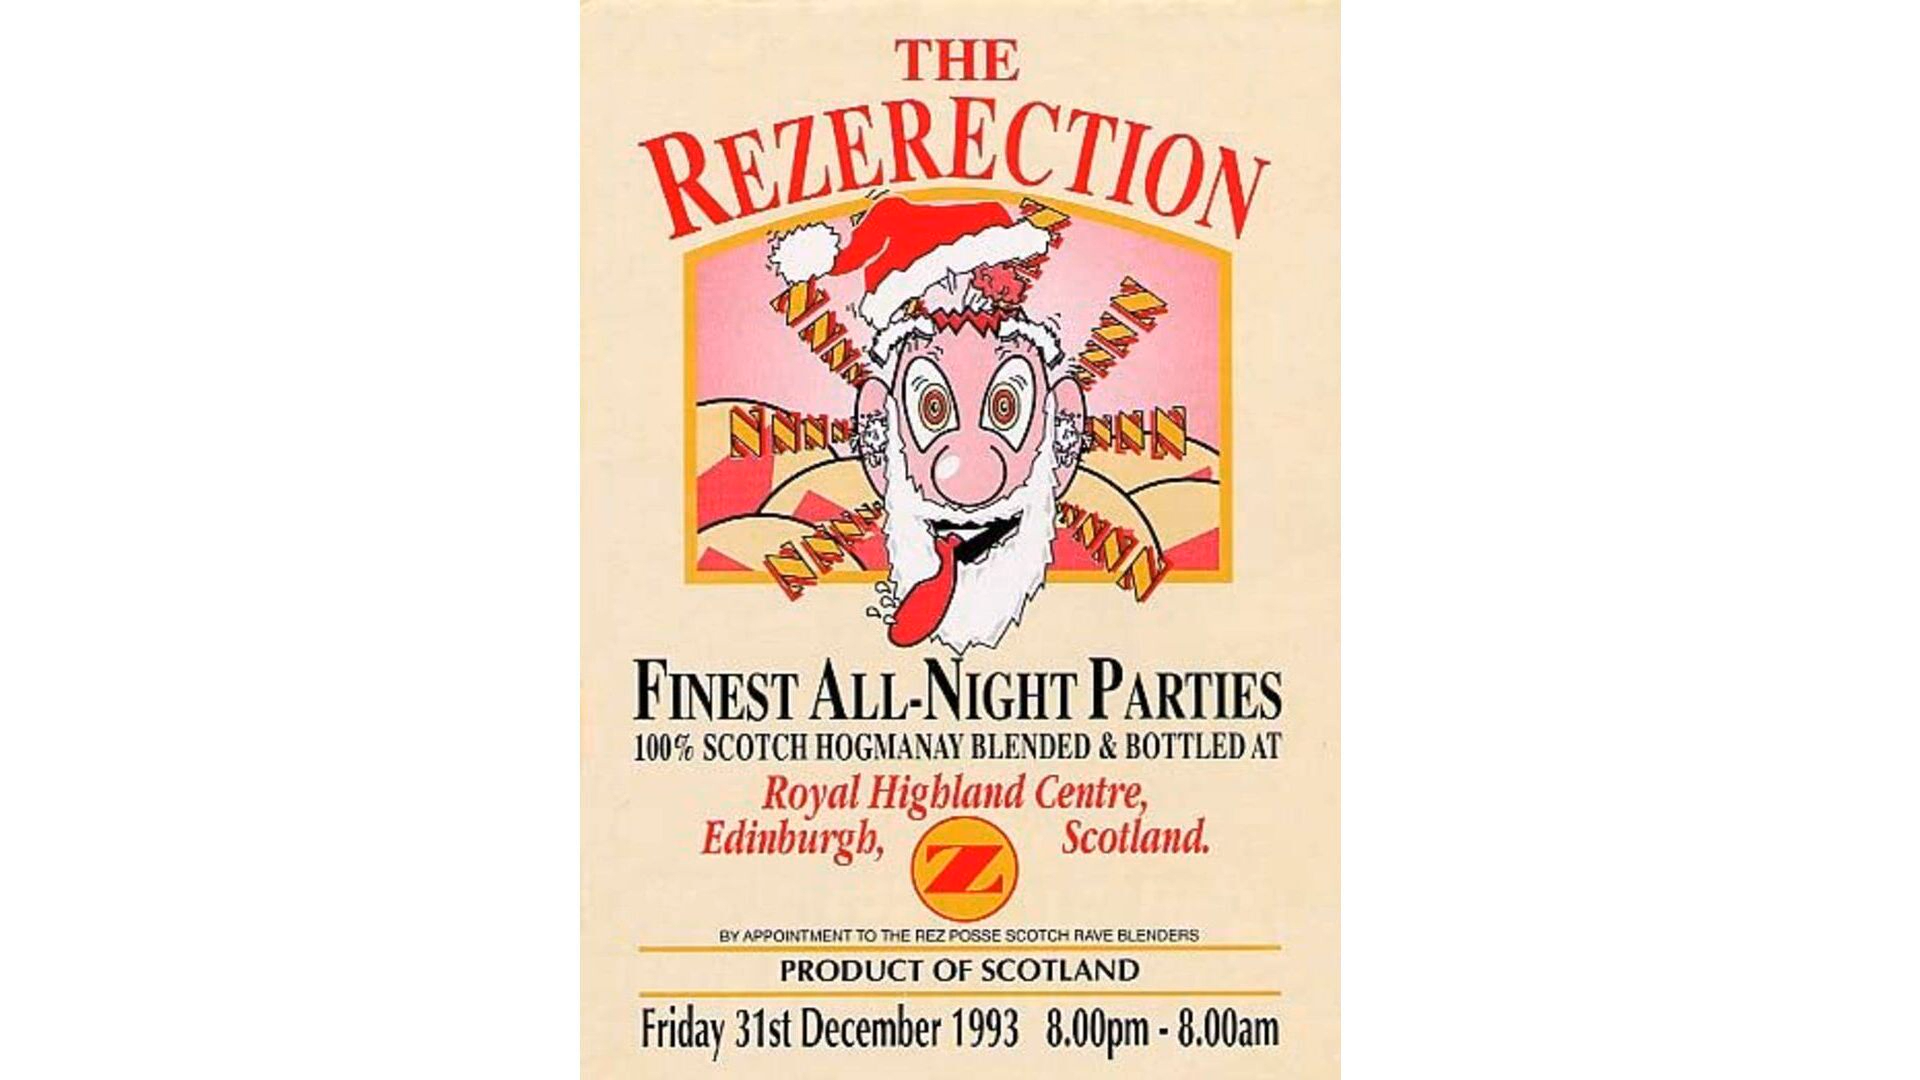 THE
REZERECTION
FINEST ALL-NIGHT PARTIES
100% SCOTCH HOGMANAY BLENDED & BOTTLED AT
Royal Highland Centre,
Edinburgh, Scotland.
Z
BY APPOINTMENT TO THE REZ POSSE SCOTCH RAVE BLENDERS
PRODUCT OF SCOTLAND
Friday 31st December 1993 8.00pm - 8.00am